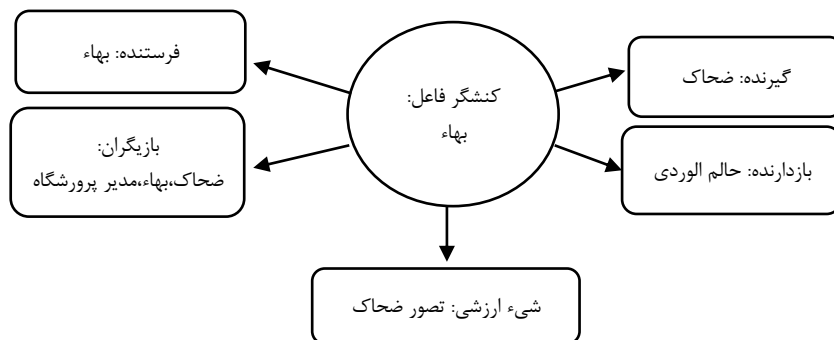 فرستنده: بهاء
کنشگر فاعل:
بهاء
گیرنده: ضحاک
بازیگران:
ضحاک،بهاء،مدیر پرورشگاه
بازدارنده: حالم الوردی
شیء ارزشی: تصور ضحاک